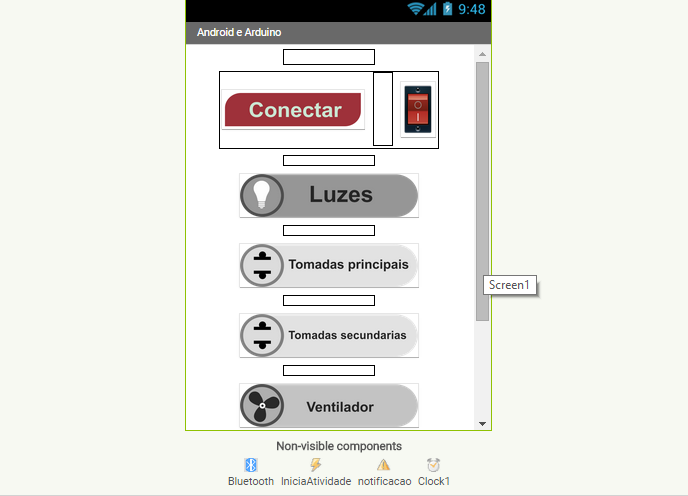 9:48
Android e Arduino
Conectar
Luzes
Tomadas principais
Screen1
Tomadas secundarias
Ventilador
Non-visible components
Bluetooth IniciaAtividade notificacao Clock1